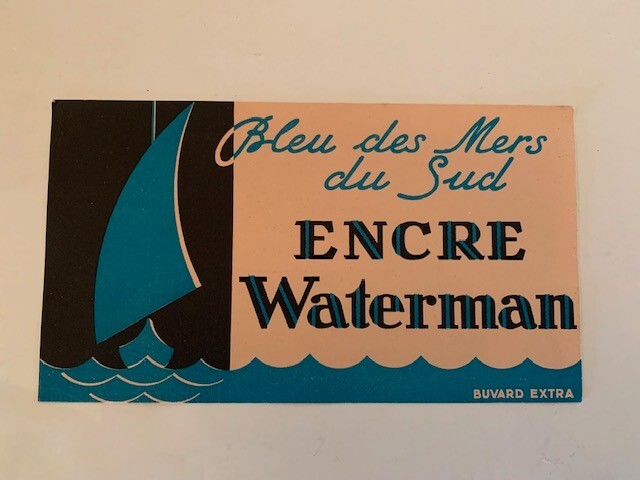 Bleu des Mers
du Sud
ENCRE
Waterman
BUVARD EXTRA